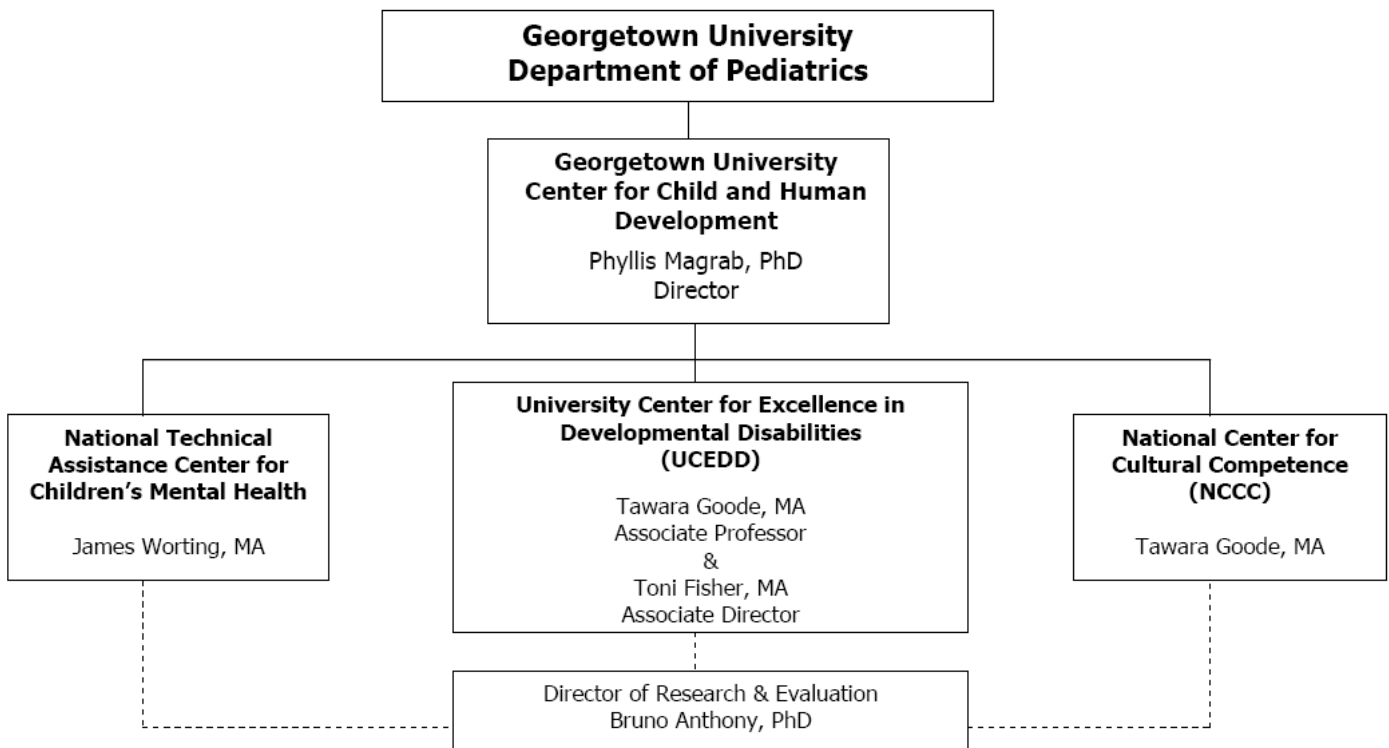 Georgetown University
Department of Pediatrics
Georgetown University
Center for Child and Human
Development
Phyllis Magrab, PhD
Director
National Technical
Assistance Center for
Children’s Mental Health
James Worting, MA
University Center for Excellence in
Developmental Disabilities
(UCEDD)
Tawara Goode, MA
Associate Professor
&
Toni Fisher, MA
Associate Director
National Center for
Cultural Competence
(NCCC)
Tawara Goode, MA
Director of Research & Evaluation
Bruno Anthony, PhD